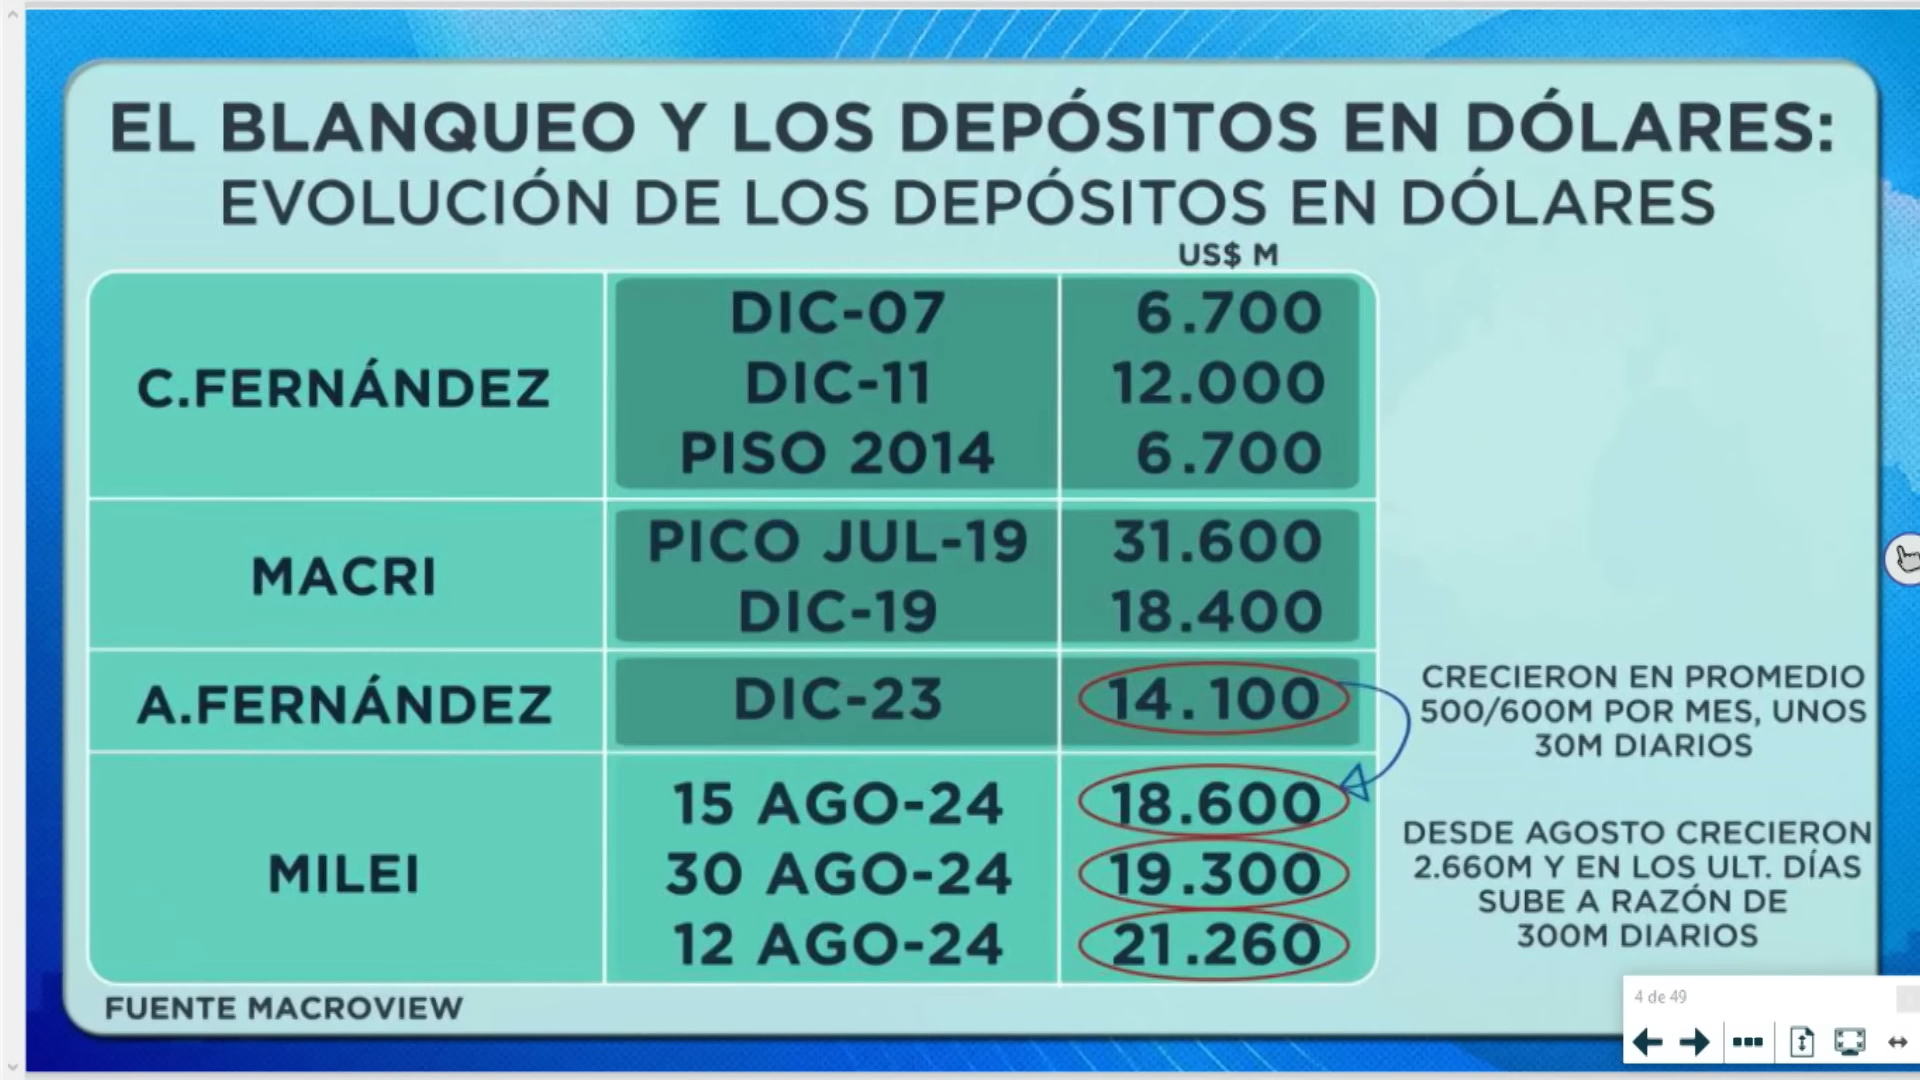 EL BLANQUEO Y LOS DEPÓSITOS EN DÓLARES:
EVOLUCIÓN DE LOS DEPÓSITOS EN DÓLARES
US$ M
C.FERNÁNDEZ
DIC-07 6.700
DIC-11 12.000
PISO 2014 6.700
MACRI
PICO JUL-19 31.600
DIC-19 18.400
A.FERNÁNDEZ DIC-23 14.100
CRECIERON EN PROMEDIO
500/600M POR MES, UNOS
30M DIARIOS
MILEI
15 AGO-24 18.600
30 AGO-24 19.300
12 AGO-24 21.260
DESDE AGOSTO CRECIERON
2.660M Y EN LOS ULT. DÍAS
SUBE A RAZÓN DE
300M DIARIOS
FUENTE MACROVIEW
4 de 49